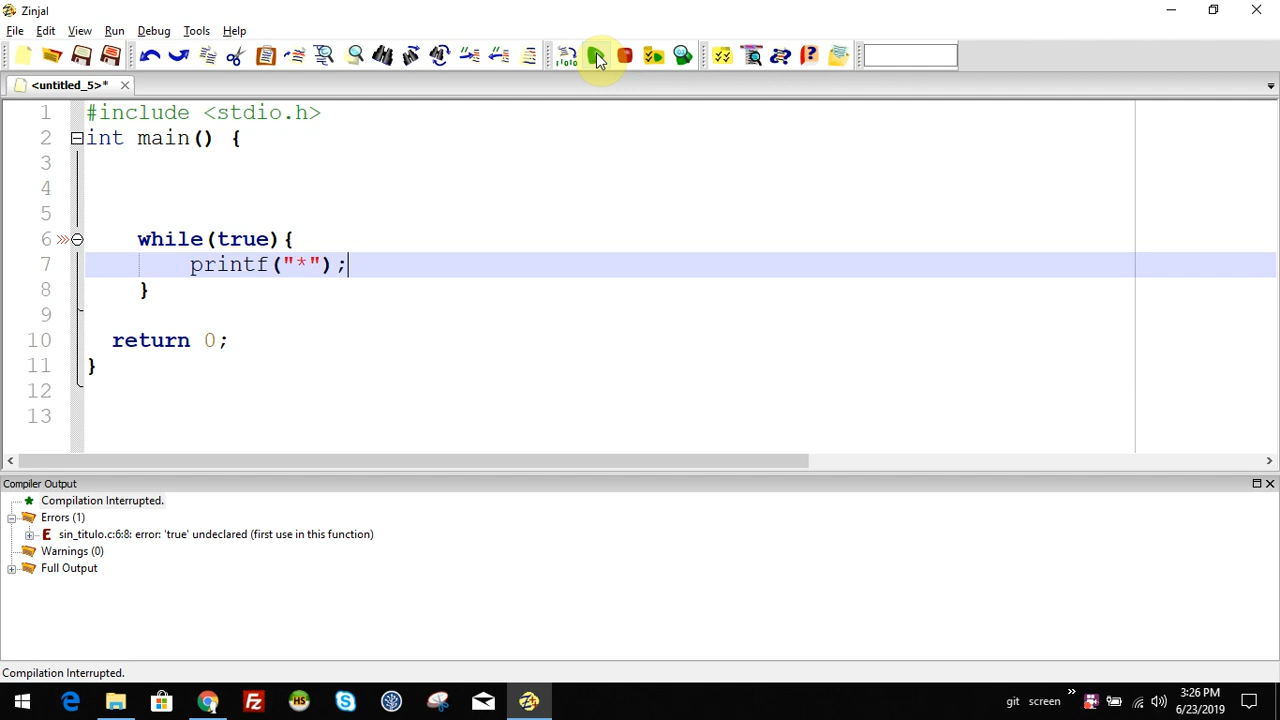 Zinjal
File Edit View Run Debug Tools Help
<untitled_5>*
1 #include <stdio.h>
2 int main() {
3
4
5
6 while(true){
7 printf("*");
8 }
9
10 return 0;
11 }
12
13
Compiler Output
Compilation Interrupted.
Errors (1)
E sin_titulo.c:6:8: error: 'true' undeclared (first use in this function)
Warnings (0)
Full Output
Compilation Interrupted.
git screen
3:26 PM
6/23/2019